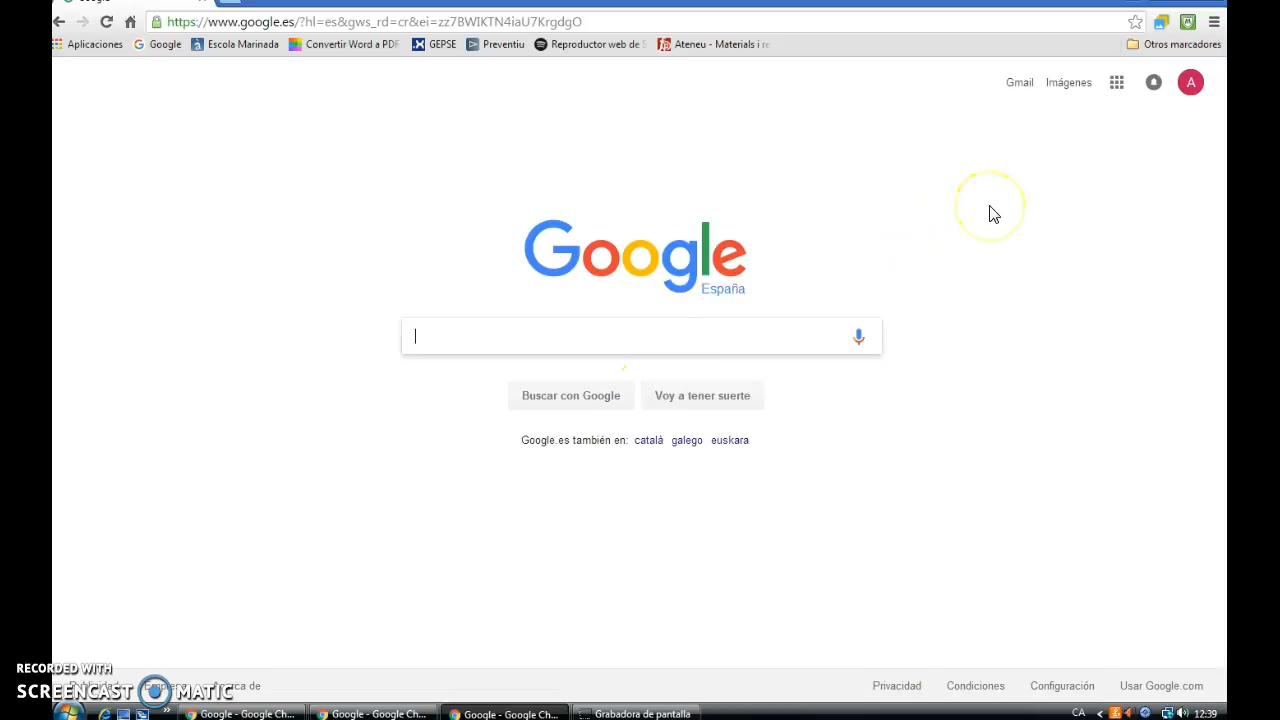 https://www.google.es/?hl=es&gws_rd=cr&ei=zz7BWIKTN4iaU7KrgdgO
Aplicaciones Google Escola Marinada Convertir Word a PDF GEPSE Preventiu Reproductor web de S Ateneu - Materials i re Otros marcadores
Gmail Imágenes A
Google
España
Buscar con Google Voy a tener suerte
Google.es también en: català galego euskara
RECORDED WITH
SCREENCAST MATIC
Acerca de Privacidad Condiciones Configuración Usar Google.com
Google - Google Ch... Google - Google Ch... Google - Google Ch... Grabadora de pantalla CA 12:39